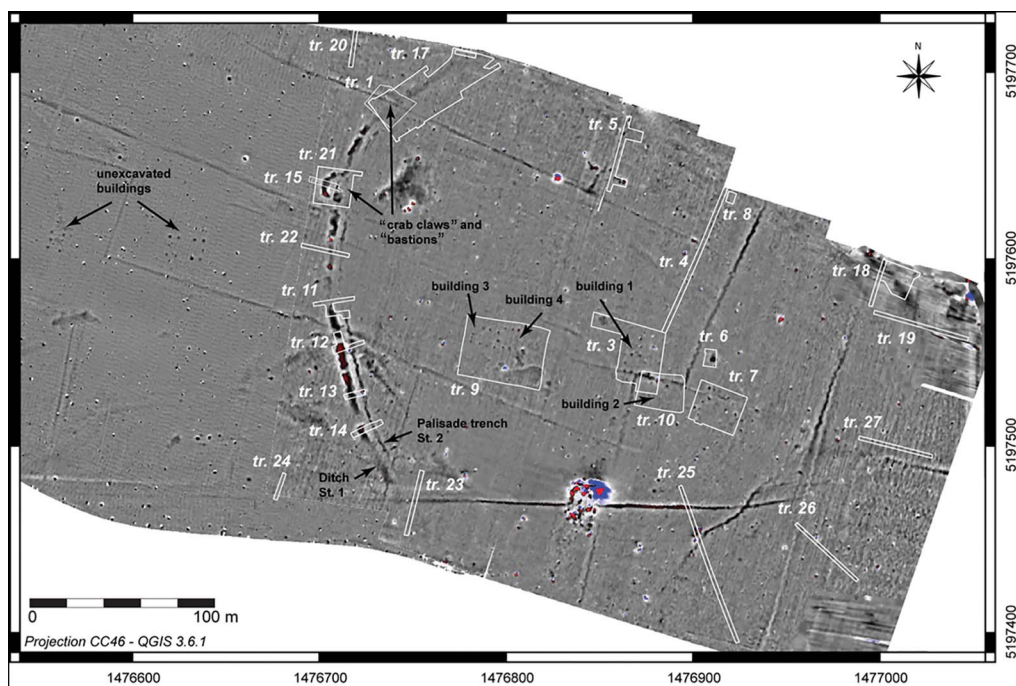 tr. 20
tr. 17
N
5197700
tr. 1
tr. 5
tr. 21
tr. 15
unexcavated
buildings
"crab claws" and
"bastions"
tr. 8
tr. 22
tr. 4
5197600
tr. 18
building 3
building 4
building 1
tr. 11
tr. 19
tr. 12
tr. 3
tr. 6
tr. 7
tr. 9
building 2
tr. 10
tr. 13
tr. 14
Palisade trench
St. 2
tr. 27
5197500
tr. 24
Ditch
St. 1
tr. 23
tr. 25
tr. 26
0
100 m
5197400
Projection CC46 - QGIS 3.6.1
1476600
1476700
1476800
1476900
1477000